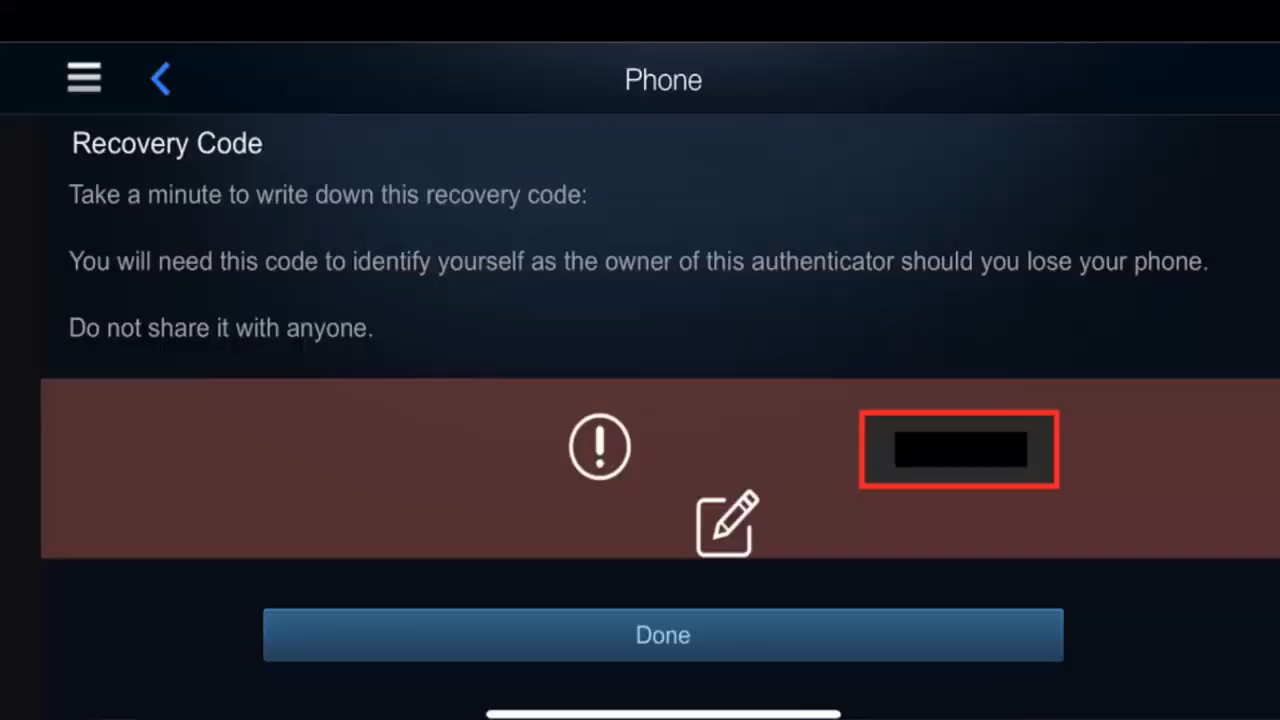 Phone
Recovery Code
Take a minute to write down this recovery code:
You will need this code to identify yourself as the owner of this authenticator should you lose your phone.
Do not share it with anyone.
Done